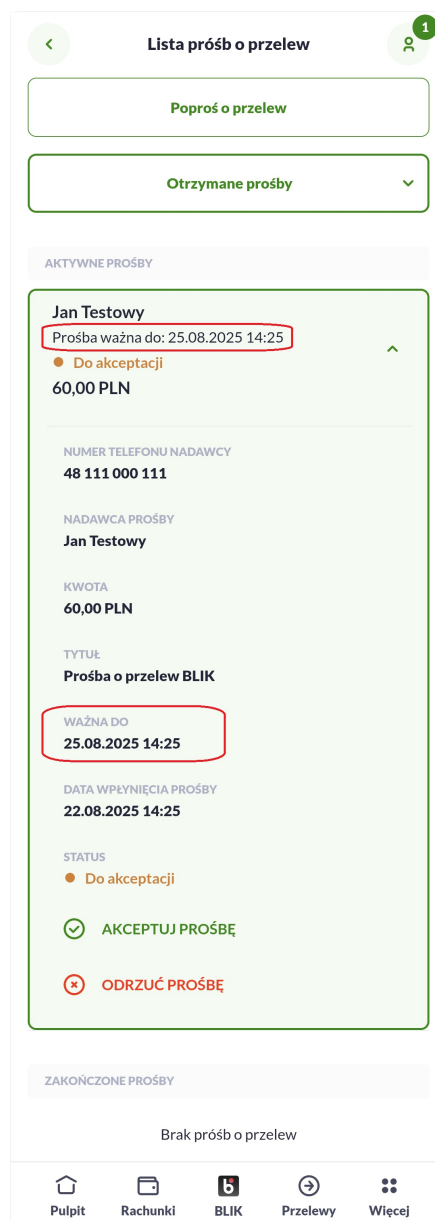 Lista próśb o przelew
1
Poproś o przelew
Otrzymane prośby
AKTYWNE PROŚBY
Jan Testowy
Prośba ważna do: 25.08.2025 14:25
Do akceptacji
60,00 PLN
NUMER TELEFONU NADAWCY
48 111 000 111
NADAWCA PROŚBY
Jan Testowy
KWOTA
60,00 PLN
TYTUŁ
Prośba o przelew BLIK
WAŻNA DO
25.08.2025 14:25
DATA WPŁYNIĘCIA PROŚBY
22.08.2025 14:25
STATUS
Do akceptacji
AKCEPTUJ PROŚBĘ
ODRZUĆ PROŚBĘ
ZAKOŃCZONE PROŚBY
Brak próśb o przelew
Pulpit Rachunki BLIK Przelewy Więcej